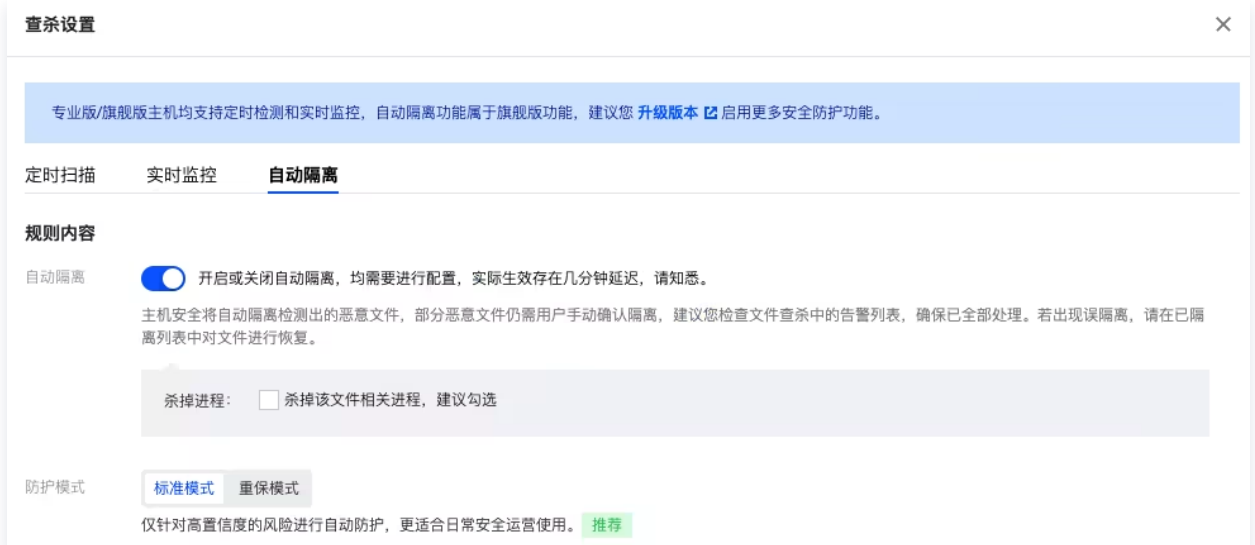 查杀设置
专业版/旗舰版主机均支持定时检测和实时监控，自动隔离功能属于旗舰版功能，建议您 升级版本 启用更多安全防护功能。
定时扫描 实时监控 自动隔离
规则内容
自动隔离 开启或关闭自动隔离，均需要进行配置，实际生效存在几分钟延迟，请知悉。
主机安全将自动隔离检测出的恶意文件，部分恶意文件仍需用户手动确认隔离，建议您检查文件查杀中的告警列表，确保已全部处理。若出现误隔离，请在已隔
离列表中对文件进行恢复。
杀掉进程： 杀掉该文件相关进程，建议勾选
防护模式 标准模式 重保模式
仅针对高置信度的风险进行自动防护，更适合日常安全运营使用。 推荐